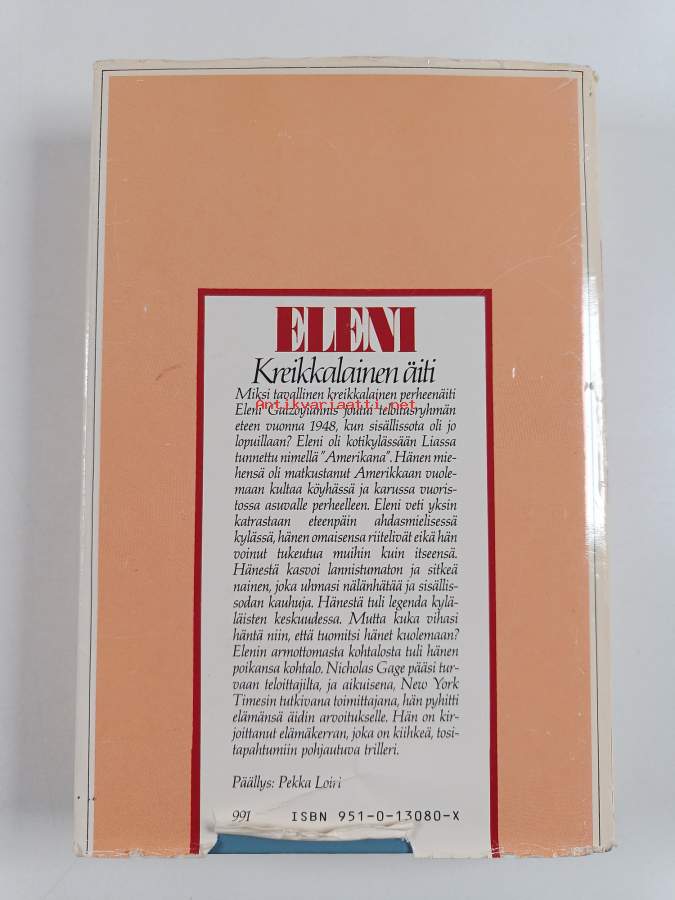 ELENI
Kreikkalainen äiti
Miksi tavallinen kreikkalainen perheenäiti
Antikvariaatti.net
Eleni Gatzoyiannis joutui teloitusryhmän
eteen vuonna 1948, kun sisällissota oli jo
lopuillaan? Eleni oli kotikylässään Liassa
tunnettu nimellä "Amerikana". Hänen mie-
hensä oli matkustanut Amerikkaan vuole-
maan kultaa köyhässä ja karussa vuoris-
tossa asuvalle perheelleen. Eleni veti yksin
katrastaan eteenpäin ahdasmielisessä
kylässä, hänen omaisensa riitelivät eikä hän
voinut tukeutua muihin kuin itseensä.
Hänestä kasvoi lannistumaton ja sitkeä
nainen, joka uhmasi nälänhätää ja sisällis-
sodan kauhuja. Hänestä tuli legenda kylä-
läisten keskuudessa. Mutta kuka vihasi
häntä niin, että tuomitsi hänet kuolemaan?
Elenin armottomasta kohtalosta tuli hänen
poikansa kohtalo. Nicholas Gage pääsi tur-
vaan teloittajilta, ja aikuisena, New York
Timesin tutkivana toimittajana, hän pyhitti
elämänsä äidin arvoitukselle. Hän on kir-
joittanut elämäkerran, joka on kiihkeä, tosi-
tapahtumiin pohjautuva trilleri.
Päällys: Pekka Loiri
991 ISBN 951-0-13080-X